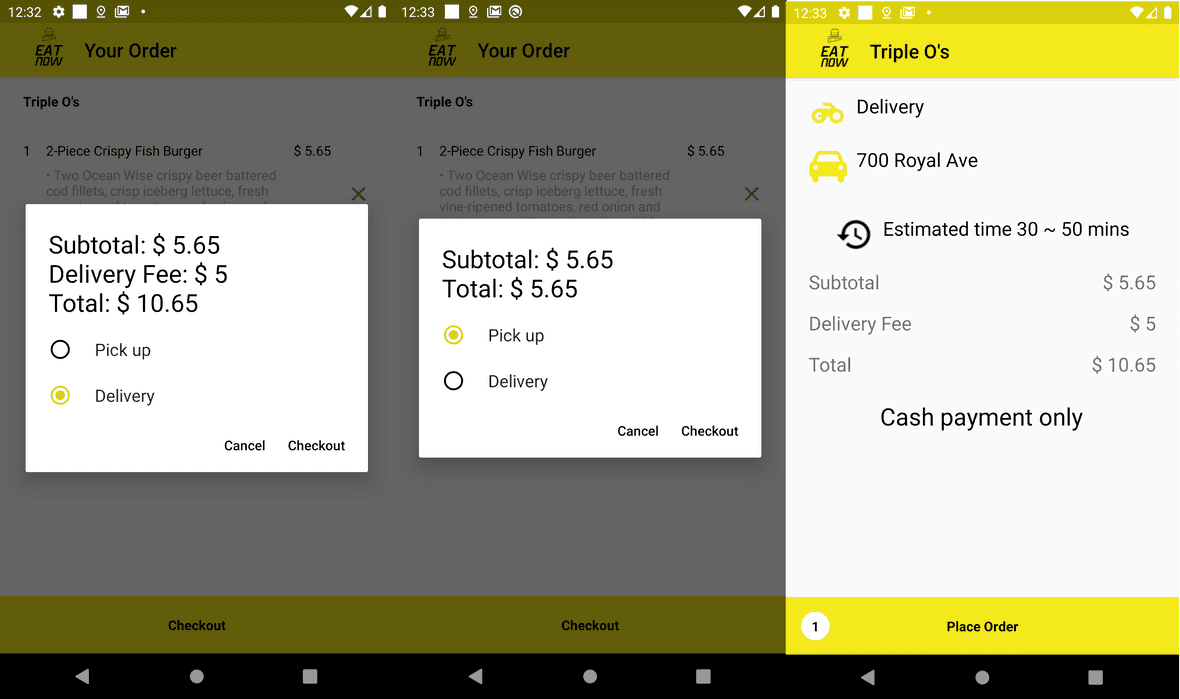 12:32
EAT
NOW
Your Order
Triple O's
1 2-Piece Crispy Fish Burger $ 5.65
• Two Ocean Wise crispy beer battered
cod fillets, crisp iceberg lettuce, fresh
Subtotal: $ 5.65
Delivery Fee: $ 5
Total: $ 10.65
Pick up
Delivery
Cancel Checkout
Checkout
12:33
EAT
NOW
Your Order
Triple O's
1 2-Piece Crispy Fish Burger $ 5.65
• Two Ocean Wise crispy beer battered
cod fillets, crisp iceberg lettuce, fresh
vine-ripened tomatoes, red onion and
Subtotal: $ 5.65
Total: $ 5.65
Pick up
Delivery
Cancel Checkout
Checkout
12:33
EAT
NOW
Triple O's
Delivery
700 Royal Ave
Estimated time 30 ~ 50 mins
Subtotal $ 5.65
Delivery Fee $ 5
Total $ 10.65
Cash payment only
1 Place Order